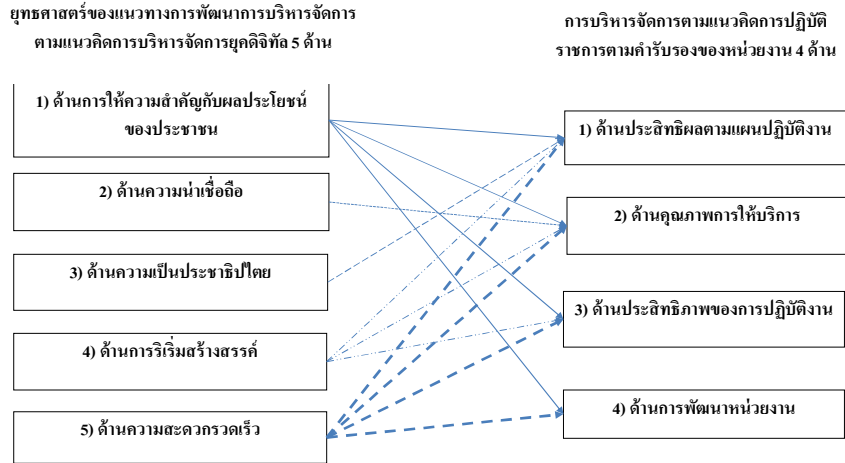 ยุทธศาสตร์ของแนวทางการพัฒนาการบริหารจัดการ
ตามแนวคิดการบริหารจัดการยุคดิจิทัล 5 ด้าน
1) ด้านการให้ความสำคัญกับผลประโยชน์
ของประชาชน
2) ด้านความน่าเชื่อถือ
3) ด้านความเป็นประชาธิปไตย
4) ด้านการริเริ่มสร้างสรรค์
5) ด้านความสะดวกรวดเร็ว
การบริหารจัดการตามแนวคิดการปฏิบัติ
ราชการตามคำรับรองของหน่วยงาน 4 ด้าน
1) ด้านประสิทธิผลตามแผนปฏิบัติงาน
2) ด้านคุณภาพการให้บริการ
3) ด้านประสิทธิภาพของการปฏิบัติงาน
4) ด้านการพัฒนาหน่วยงาน